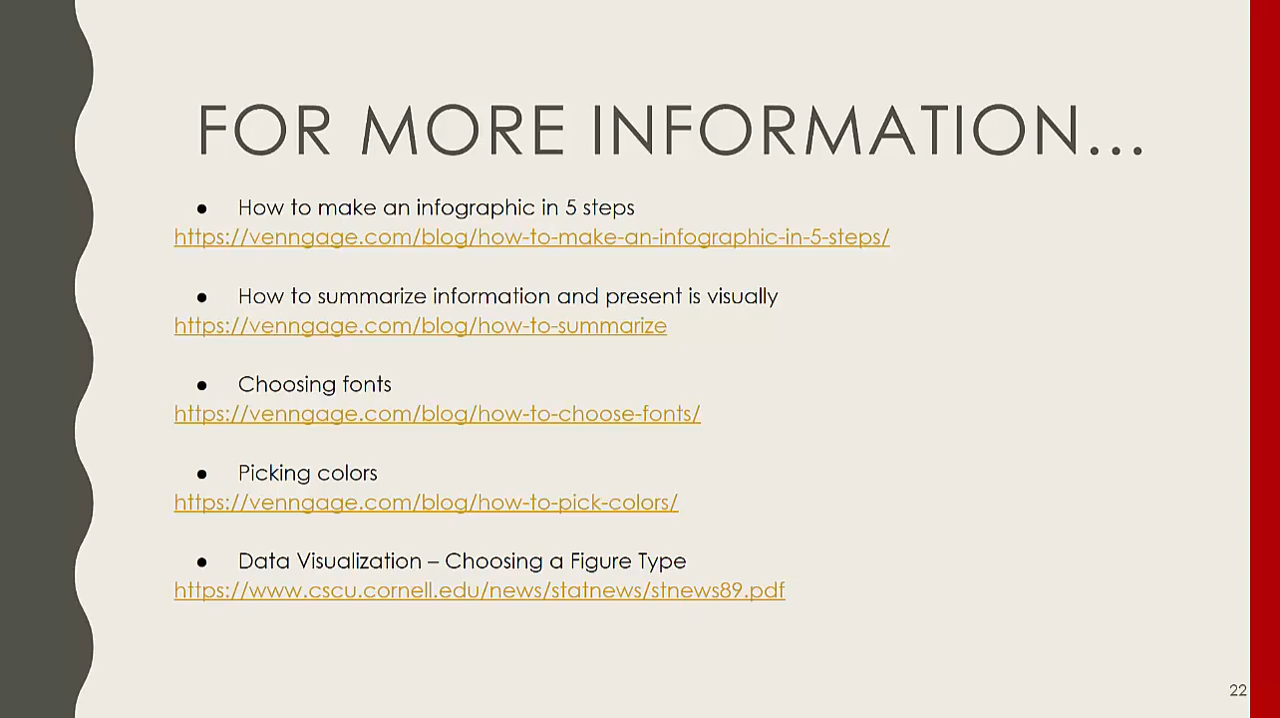 FOR MORE INFORMATION...
● How to make an infographic in 5 steps
https://venngage.com/blog/how-to-make-an-infographic-in-5-steps/
● How to summarize information and present is visually
https://venngage.com/blog/how-to-summarize
● Choosing fonts
https://venngage.com/blog/how-to-choose-fonts/
● Picking colors
https://venngage.com/blog/how-to-pick-colors/
● Data Visualization – Choosing a Figure Type
https://www.cscu.cornell.edu/news/statnews/stnews89.pdf
22